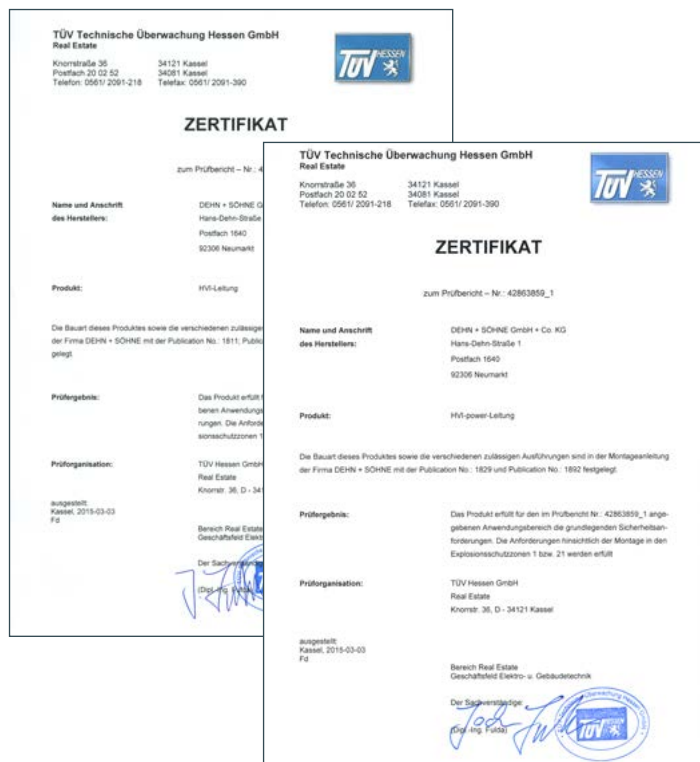 TÜV Technische Überwachung Hessen GmbH
Real Estate
Knorrstraße 36 34121 Kassel
Postfach 20 02 52 34081 Kassel
Telefon: 0561/ 2091-218 Telefax: 0561/ 2091-390
TÜV HESSEN
ZERTIFIKAT
zum Prüfbericht – Nr.: 4
Name und Anschrift DEHN + SÖHNE G
des Herstellers: Hans-Dehn-Straße
Postfach 1640
92306 Neumarkt
Produkt: HVI-Leitung
Die Bauart dieses Produktes sowie die verschiedenen zulässige
der Firma DEHN + SÖHNE mit der Publication No.: 1811; Public
gelegt.
Prüfergebnis: Das Produkt erfüllt
benen Anwendungs
rungen. Die Anforde
sionsschutzzonen 1
Prüforganisation: TÜV Hessen GmbH
Real Estate
Knorrstr. 36, D - 341
ausgestellt:
Kassel, 2015-03-03
Fd
Bereich Real Estate
Geschäftsfeld Elekt
Der Sachverständige
(Dipl.-Ing. Fulda)
TÜV Technische Überwachung Hessen GmbH
Real Estate
Knorrstraße 36 34121 Kassel
Postfach 20 02 52 34081 Kassel
Telefon: 0561/ 2091-218 Telefax: 0561/ 2091-390
TÜV HESSEN
ZERTIFIKAT
zum Prüfbericht – Nr.: 42863859_1
Name und Anschrift DEHN + SÖHNE GmbH + Co. KG
des Herstellers: Hans-Dehn-Straße 1
Postfach 1640
92306 Neumarkt
Produkt: HVI-power-Leitung
Die Bauart dieses Produktes sowie die verschiedenen zulässigen Ausführungen sind in der Montageanleitung
der Firma DEHN + SÖHNE mit der Publication No.: 1829 und Publication No.: 1892 festgelegt.
Prüfergebnis: Das Produkt erfüllt für den im Prüfbericht Nr.: 42863859_1 ange-
gebenen Anwendungsbereich die grundlegenden Sicherheitsan-
forderungen. Die Anforderungen hinsichtlich der Montage in den
Explosionsschutzzonen 1 bzw. 21 werden erfüllt
Prüforganisation: TÜV Hessen GmbH
Real Estate
Knorrstr. 36, D - 34121 Kassel
ausgestellt:
Kassel, 2015-03-03
Fd
Bereich Real Estate
Geschäftsfeld Elektro- u. Gebäudetechnik
Der Sachverständige:
(Dipl.-Ing. Fulda)
TÜV